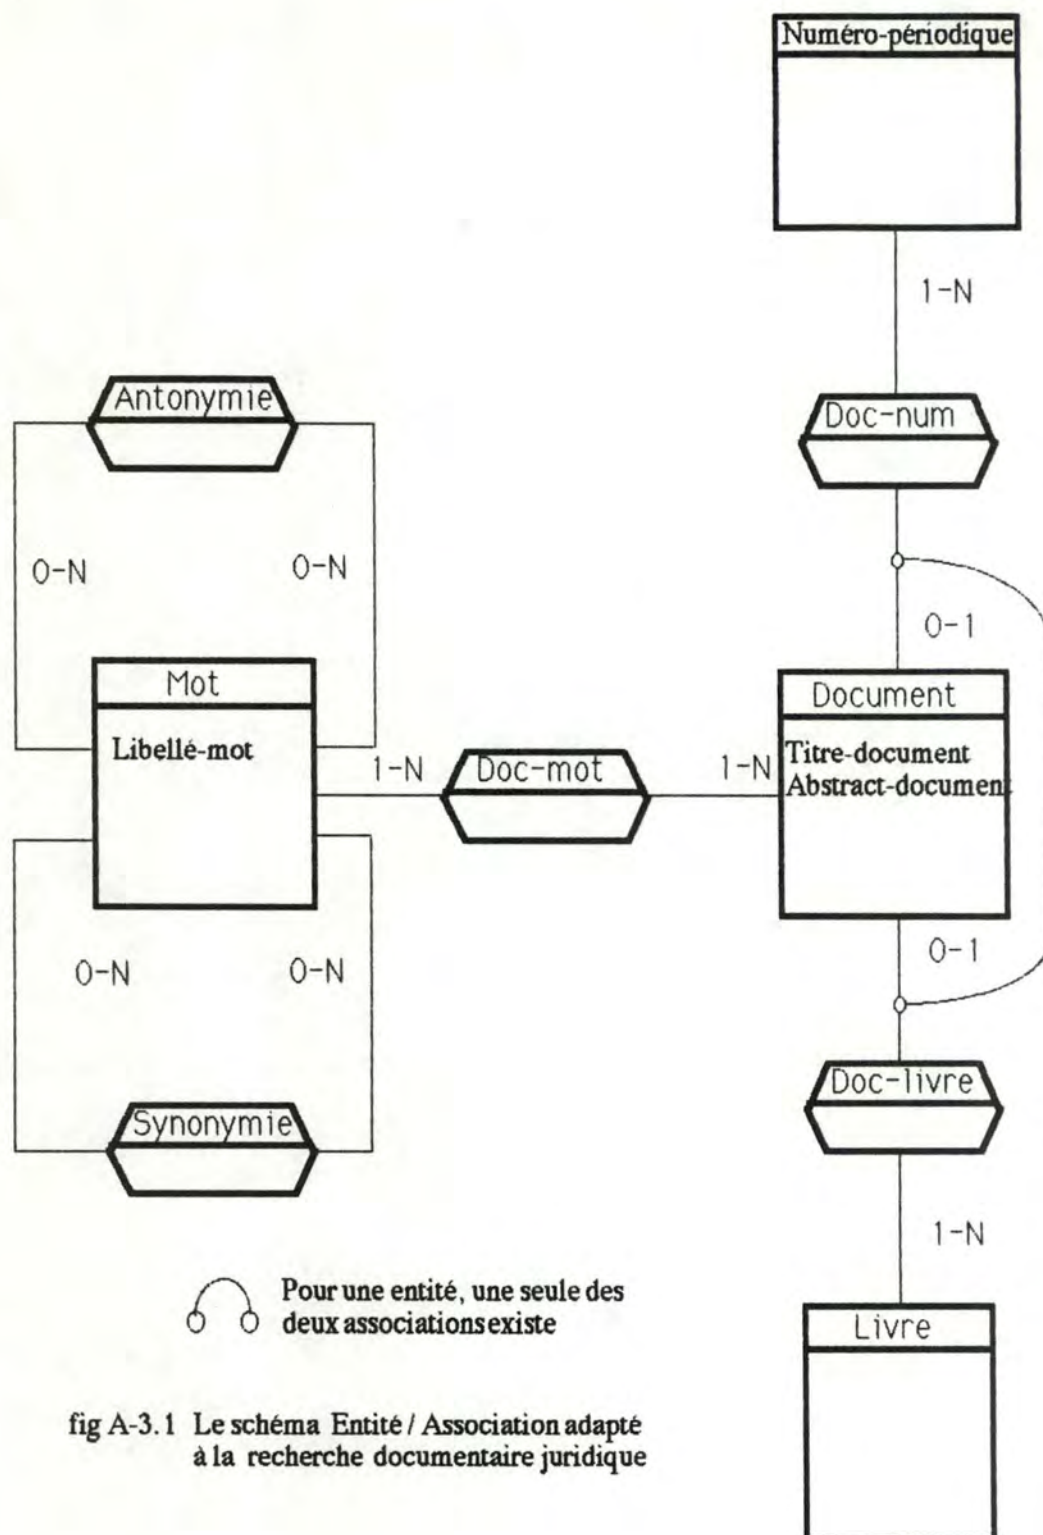 Numéro-périodique
1-N
Doc-num
0-1
Antonymie
0-N
0-N
Mot
Libellé-mot
1-N
Doc-mot
1-N
Document
Titre-document
Abstract-document
0-1
0-N
0-N
Synonymie
Doc-livre
1-N
Livre
Pour une entité, une seule des
deux associations existe
fig A-3.1 Le schéma Entité / Association adapté
à la recherche documentaire juridique